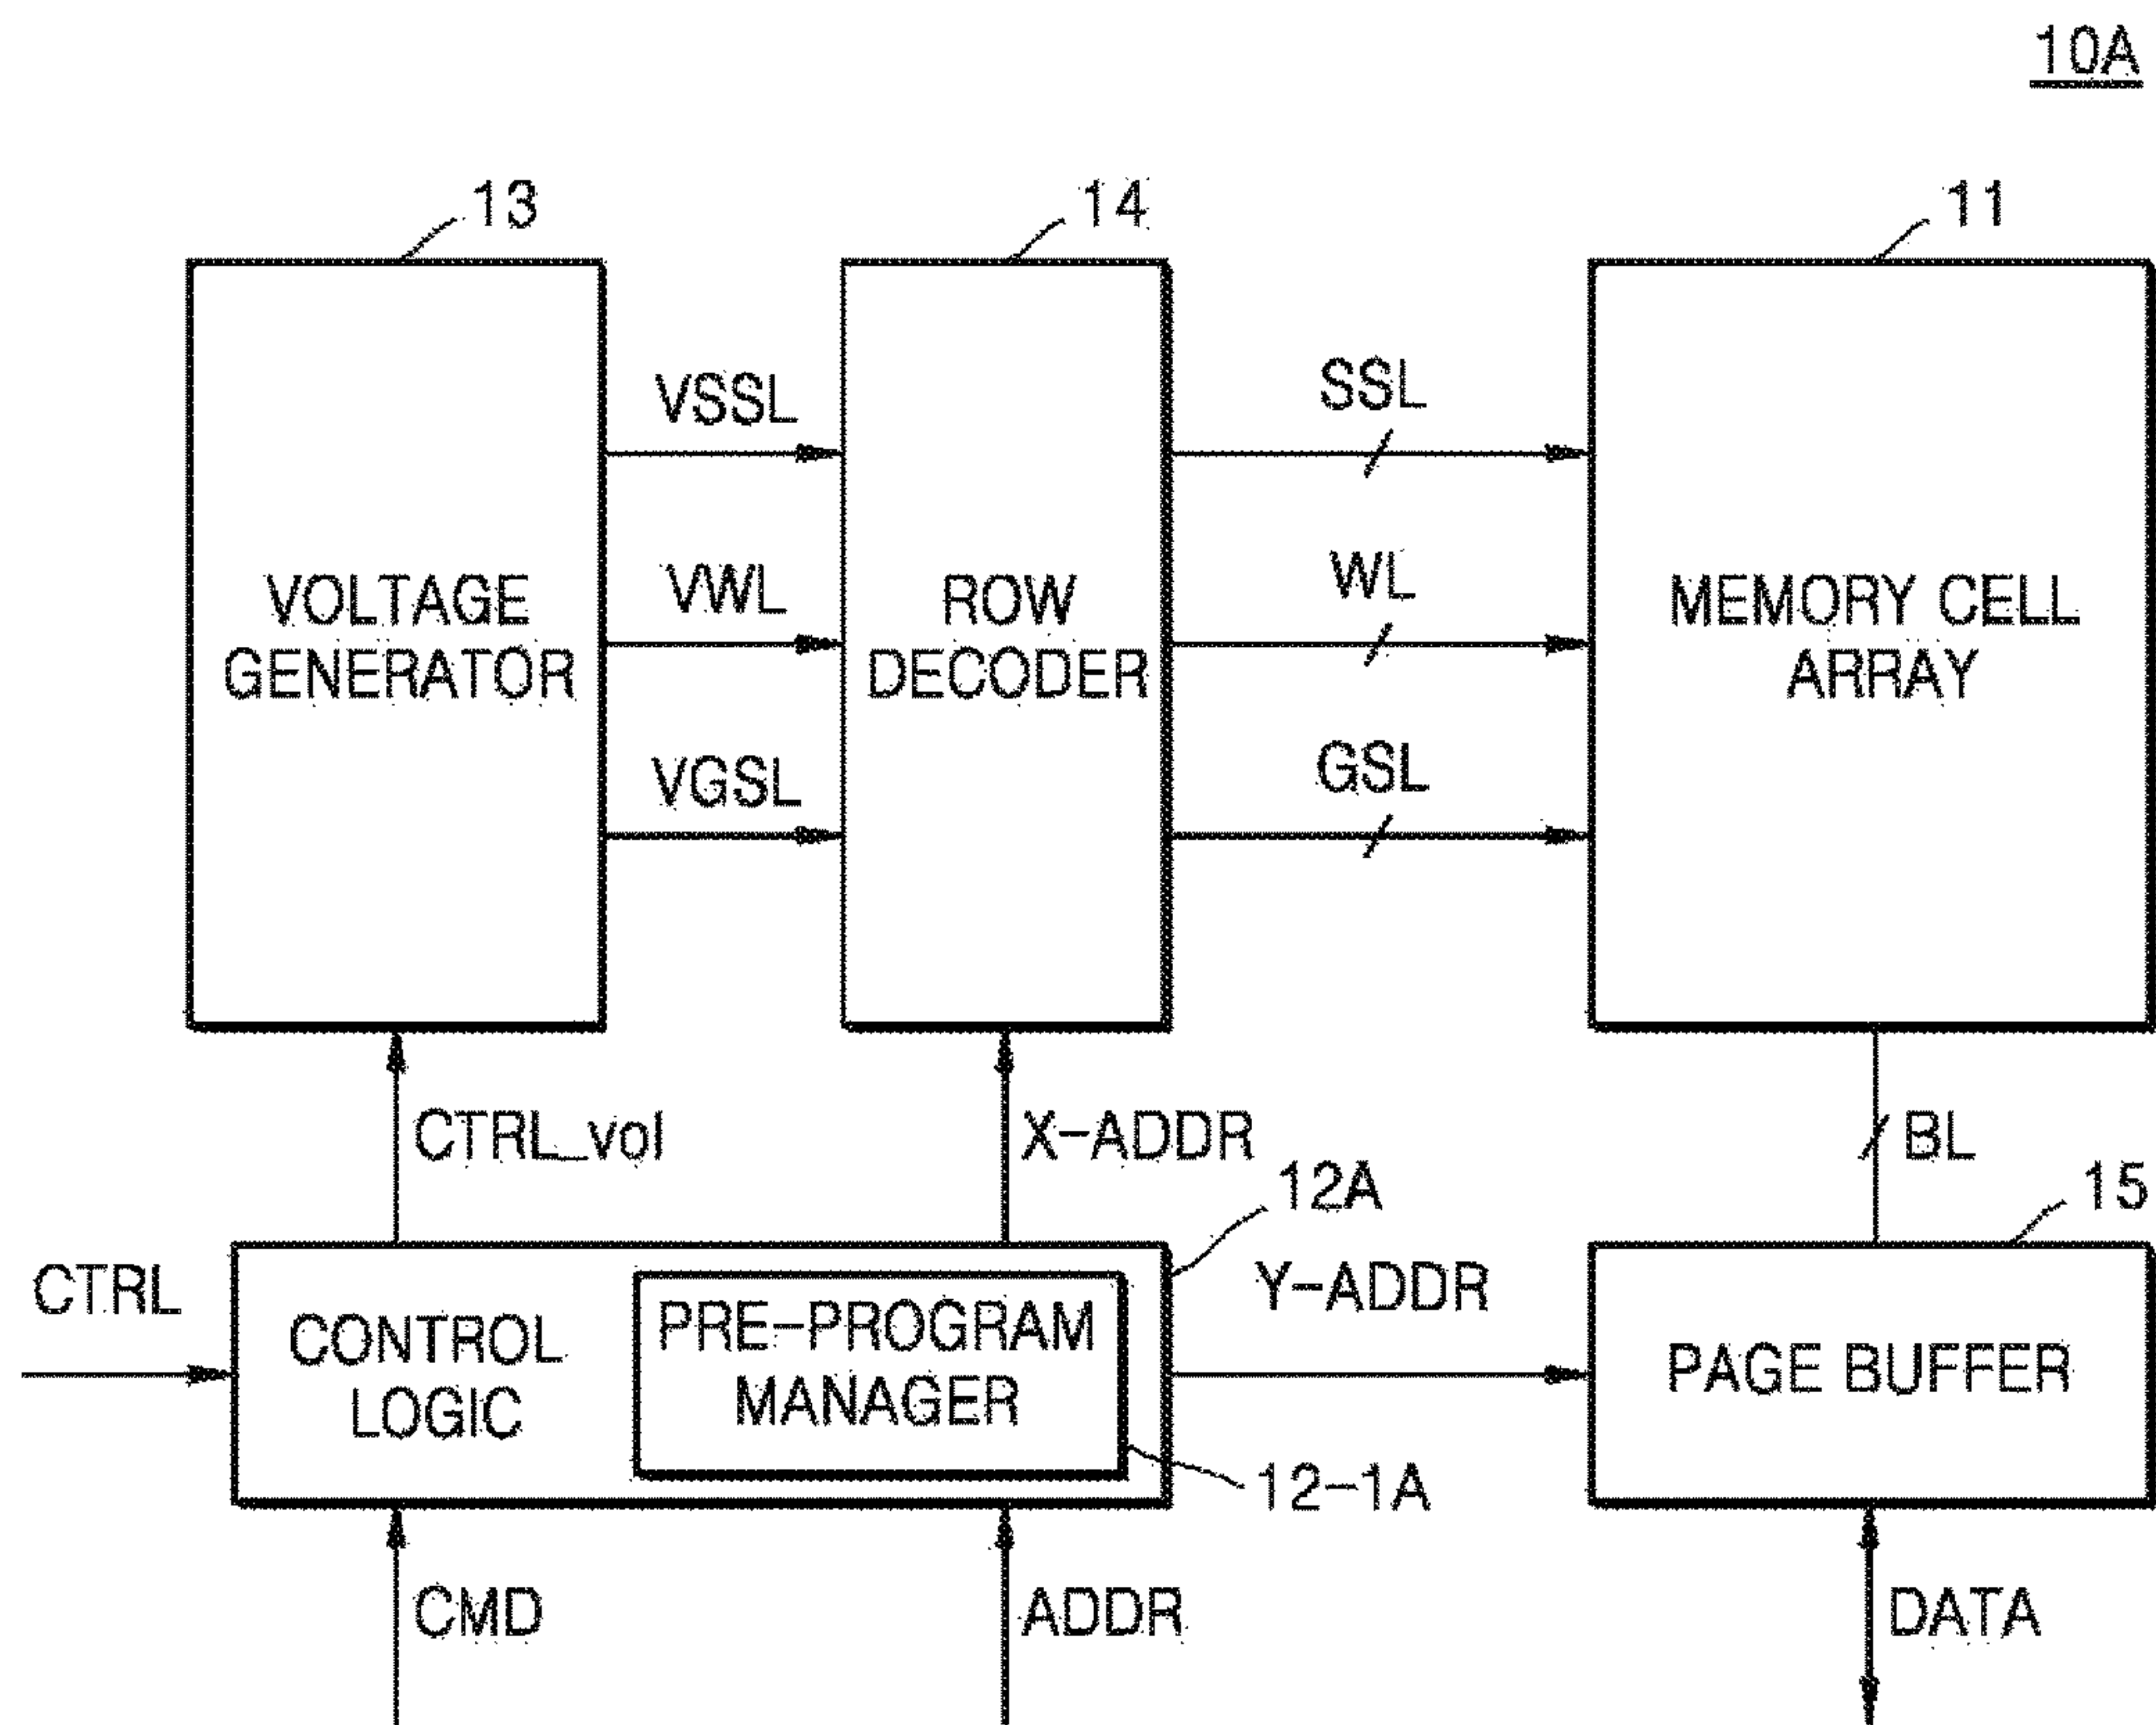 10A
13
14
11
VSSL
SSL
VWL
WL
VOLTAGE
GENERATOR
ROW
DECODER
MEMORY CELL
ARRAY
VGSL
GSL
CTRL_vol
X-ADDR
BL
12A
15
CTRL
CONTROL
LOGIC
PRE-PROGRAM
MANAGER
Y-ADDR
PAGE BUFFER
12-1A
CMD
ADDR
DATA